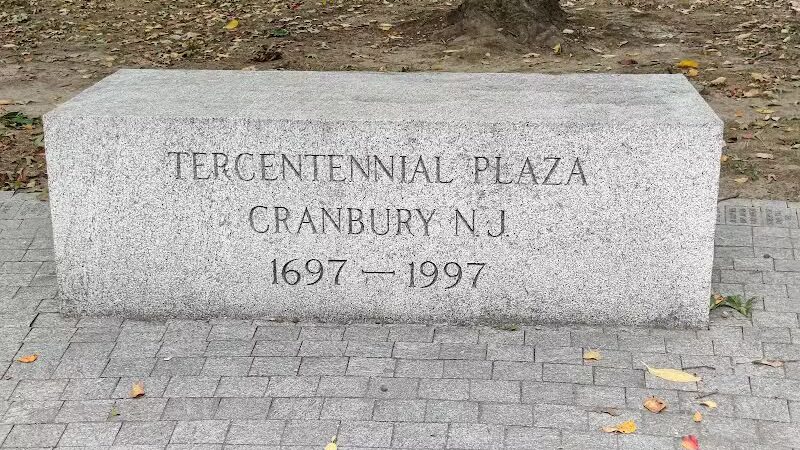 TERCENTENNIAL PLAZA
CRANBURY N.J.
1697 — 1997